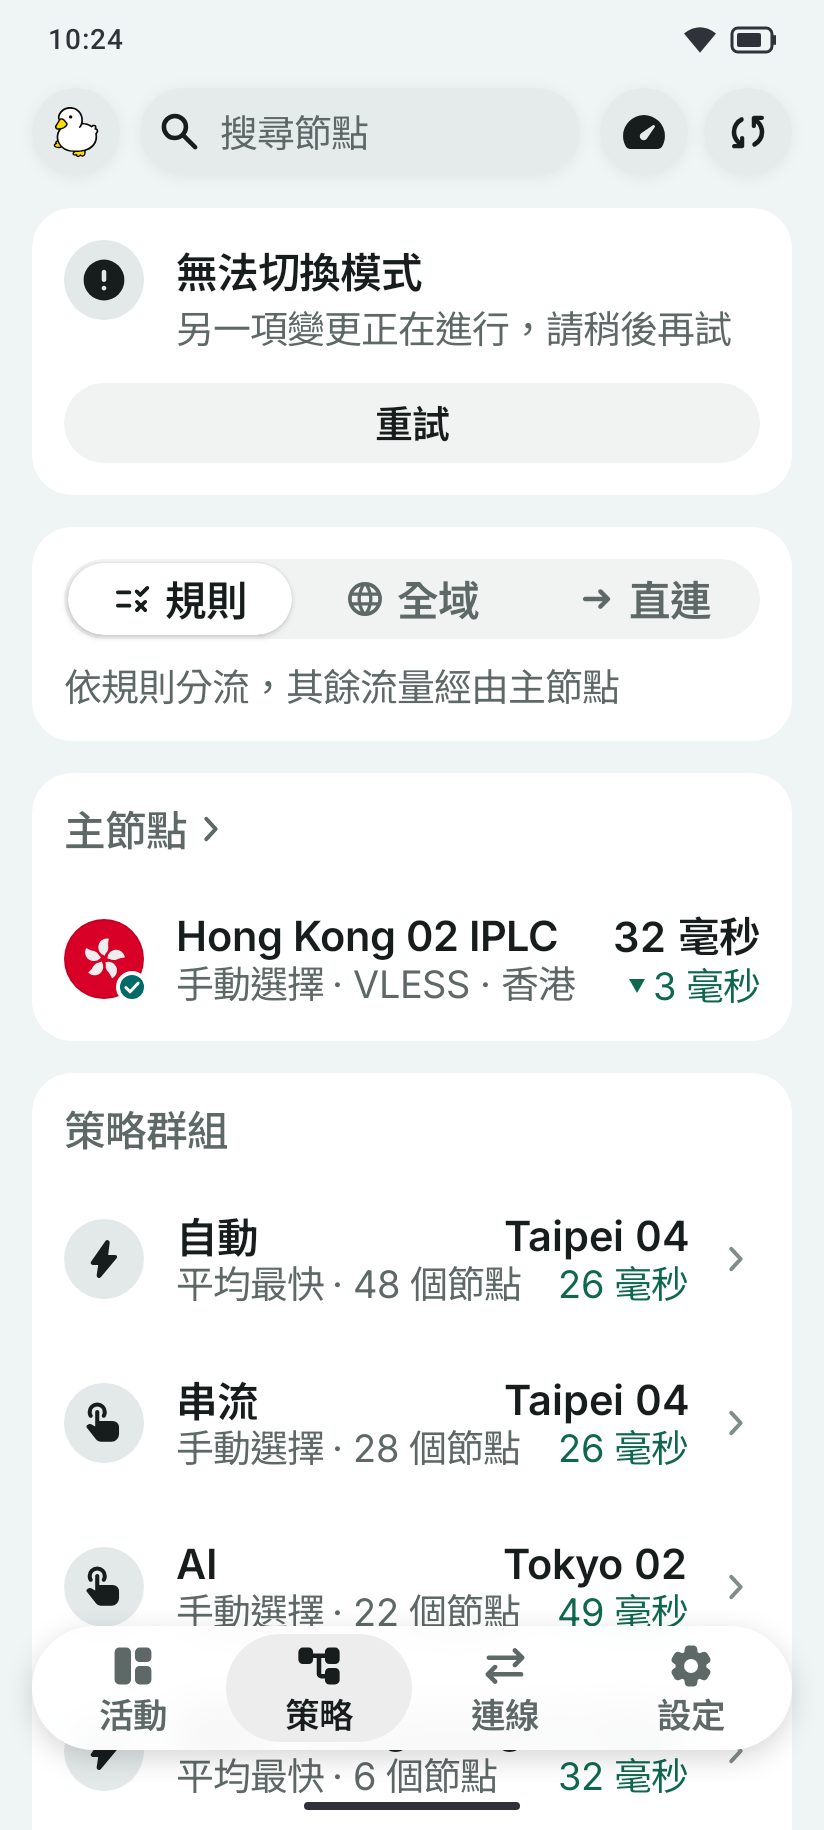 10:24
搜尋節點
無法切換模式
另一項變更正在進行，請稍後再試
重試
規則 全域 直連
依規則分流，其餘流量經由主節點
主節點
Hong Kong 02 IPLC 32 毫秒
手動選擇 · VLESS · 香港 ▼3 毫秒
策略群組
自動 Taipei 04
平均最快 · 48 個節點 26 毫秒
串流 Taipei 04
手動選擇 · 28 個節點 26 毫秒
AI Tokyo 02
手動選擇 · 22 個節點 49 毫秒
活動 策略 連線 設定
平均最快 · 6 個節點 32 毫秒